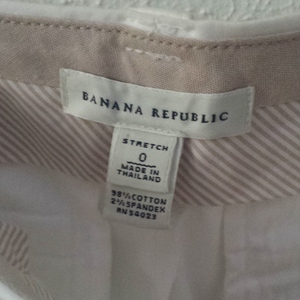 BANANA REPUBLIC
STRETCH
0
MADE IN
THAILAND
98% COTTON
2% SPANDEX
RN 54023